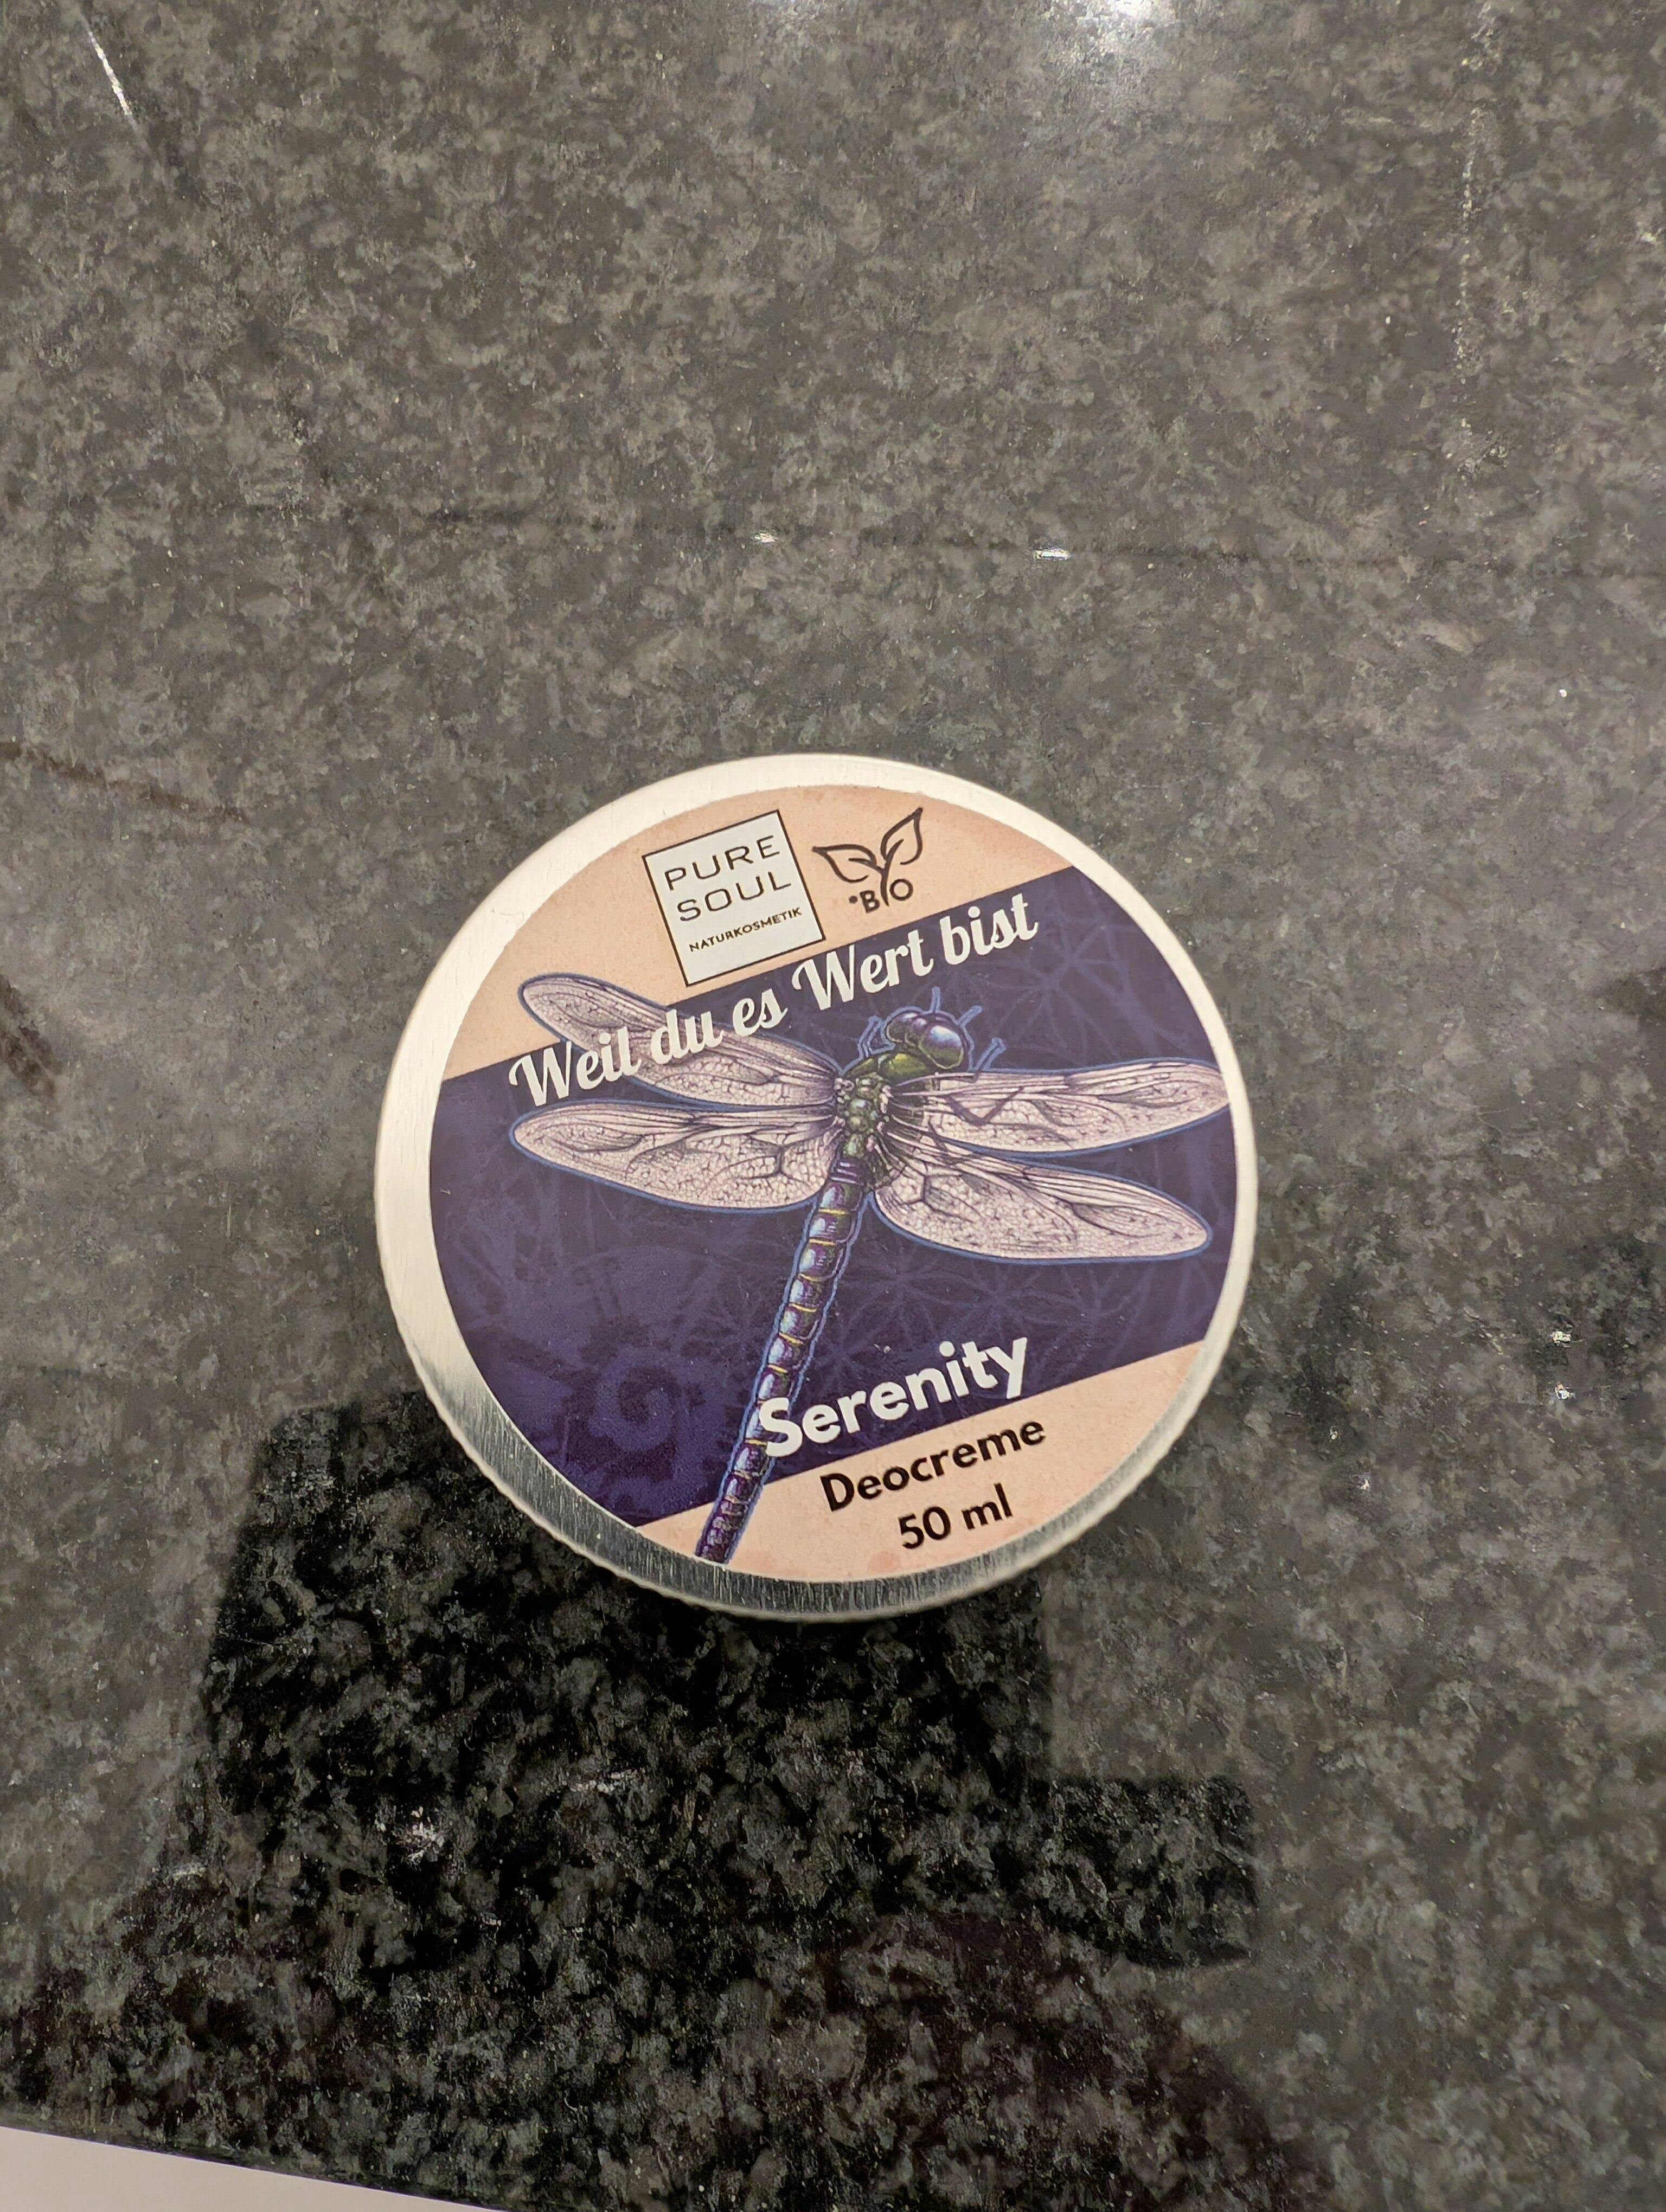 PURE
SOUL
NATURKOSMETIK
*BIO
Weil du es Wert bist
Serenity
Deocreme
50 ml